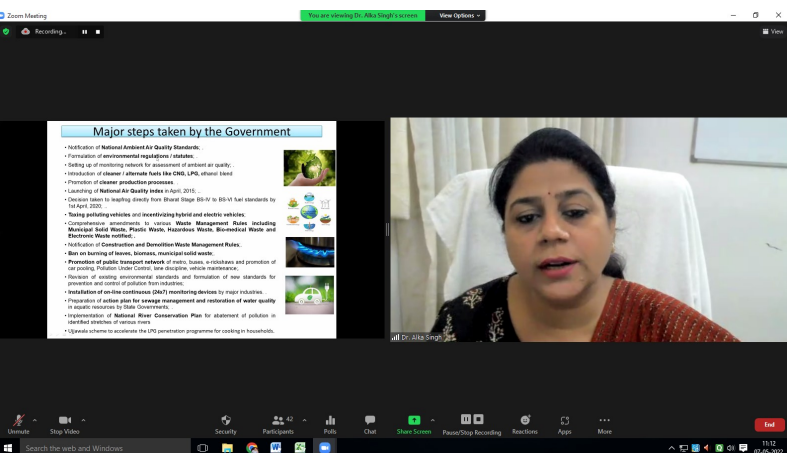 Zoom Meeting
You are viewing Dr. Alka Singh's screen
View Options
Recording...
View
Major steps taken by the Government
• Notification of National Ambient Air Quality Standards;
• Formulation of environmental regulations / statutes;
• Setting up of monitoring network for assessment of ambient air quality;
• Introduction of cleaner / alternate fuels like CNG, LPG, ethanol blend
• Promotion of cleaner production processes.
• Launching of National Air Quality index in April, 2015;
• Decision taken to leapfrog directly from Bharat Stage BS-IV to BS-VI fuel standards by
1st April, 2020;
• Taxing polluting vehicles and incentivizing hybrid and electric vehicles;
• Comprehensive amendments to various Waste Management Rules including
Municipal Solid Waste, Plastic Waste, Hazardous Waste, Bio-medical Waste and
Electronic Waste notified;
• Notification of Construction and Demolition Waste Management Rules;
• Ban on burning of leaves, biomass, municipal solid waste;
• Promotion of public transport network of metro, buses, e-rickshaws and promotion of
car pooling, Pollution Under Control, lane discipline, vehicle maintenance;
• Revision of existing environmental standards and formulation of new standards for
prevention and control of pollution from industries;
• Installation of on-line continuous (24x7) monitoring devices by major industries.
• Preparation of action plan for sewage management and restoration of water quality
in aquatic resources by State Governments;
• Implementation of National River Conservation Plan for abatement of pollution in
identified stretches of various rivers
• Ujjawala scheme to accelerate the LPG penetration programme for cooking in households.
Dr. Alka Singh
Unmute
Stop Video
Security
42
Participants
Polls
Chat
Share Screen
Pause/Stop Recording
Reactions
Apps
More
End
Search the web and Windows
11:12
07-05-2022